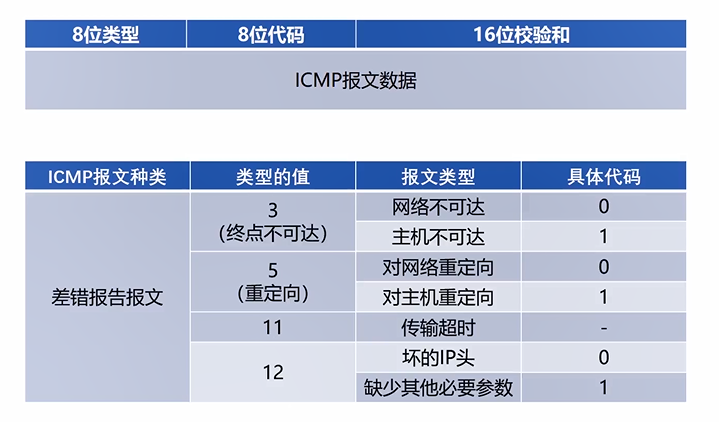 8位类型 8位代码 16位校验和
ICMP报文数据
ICMP报文种类 类型的值 报文类型 具体代码
差错报告报文
3
(终点不可达)
网络不可达 0
主机不可达 1
5
(重定向)
对网络重定向 0
对主机重定向 1
11 传输超时 -
12
坏的IP头 0
缺少其他必要参数 1